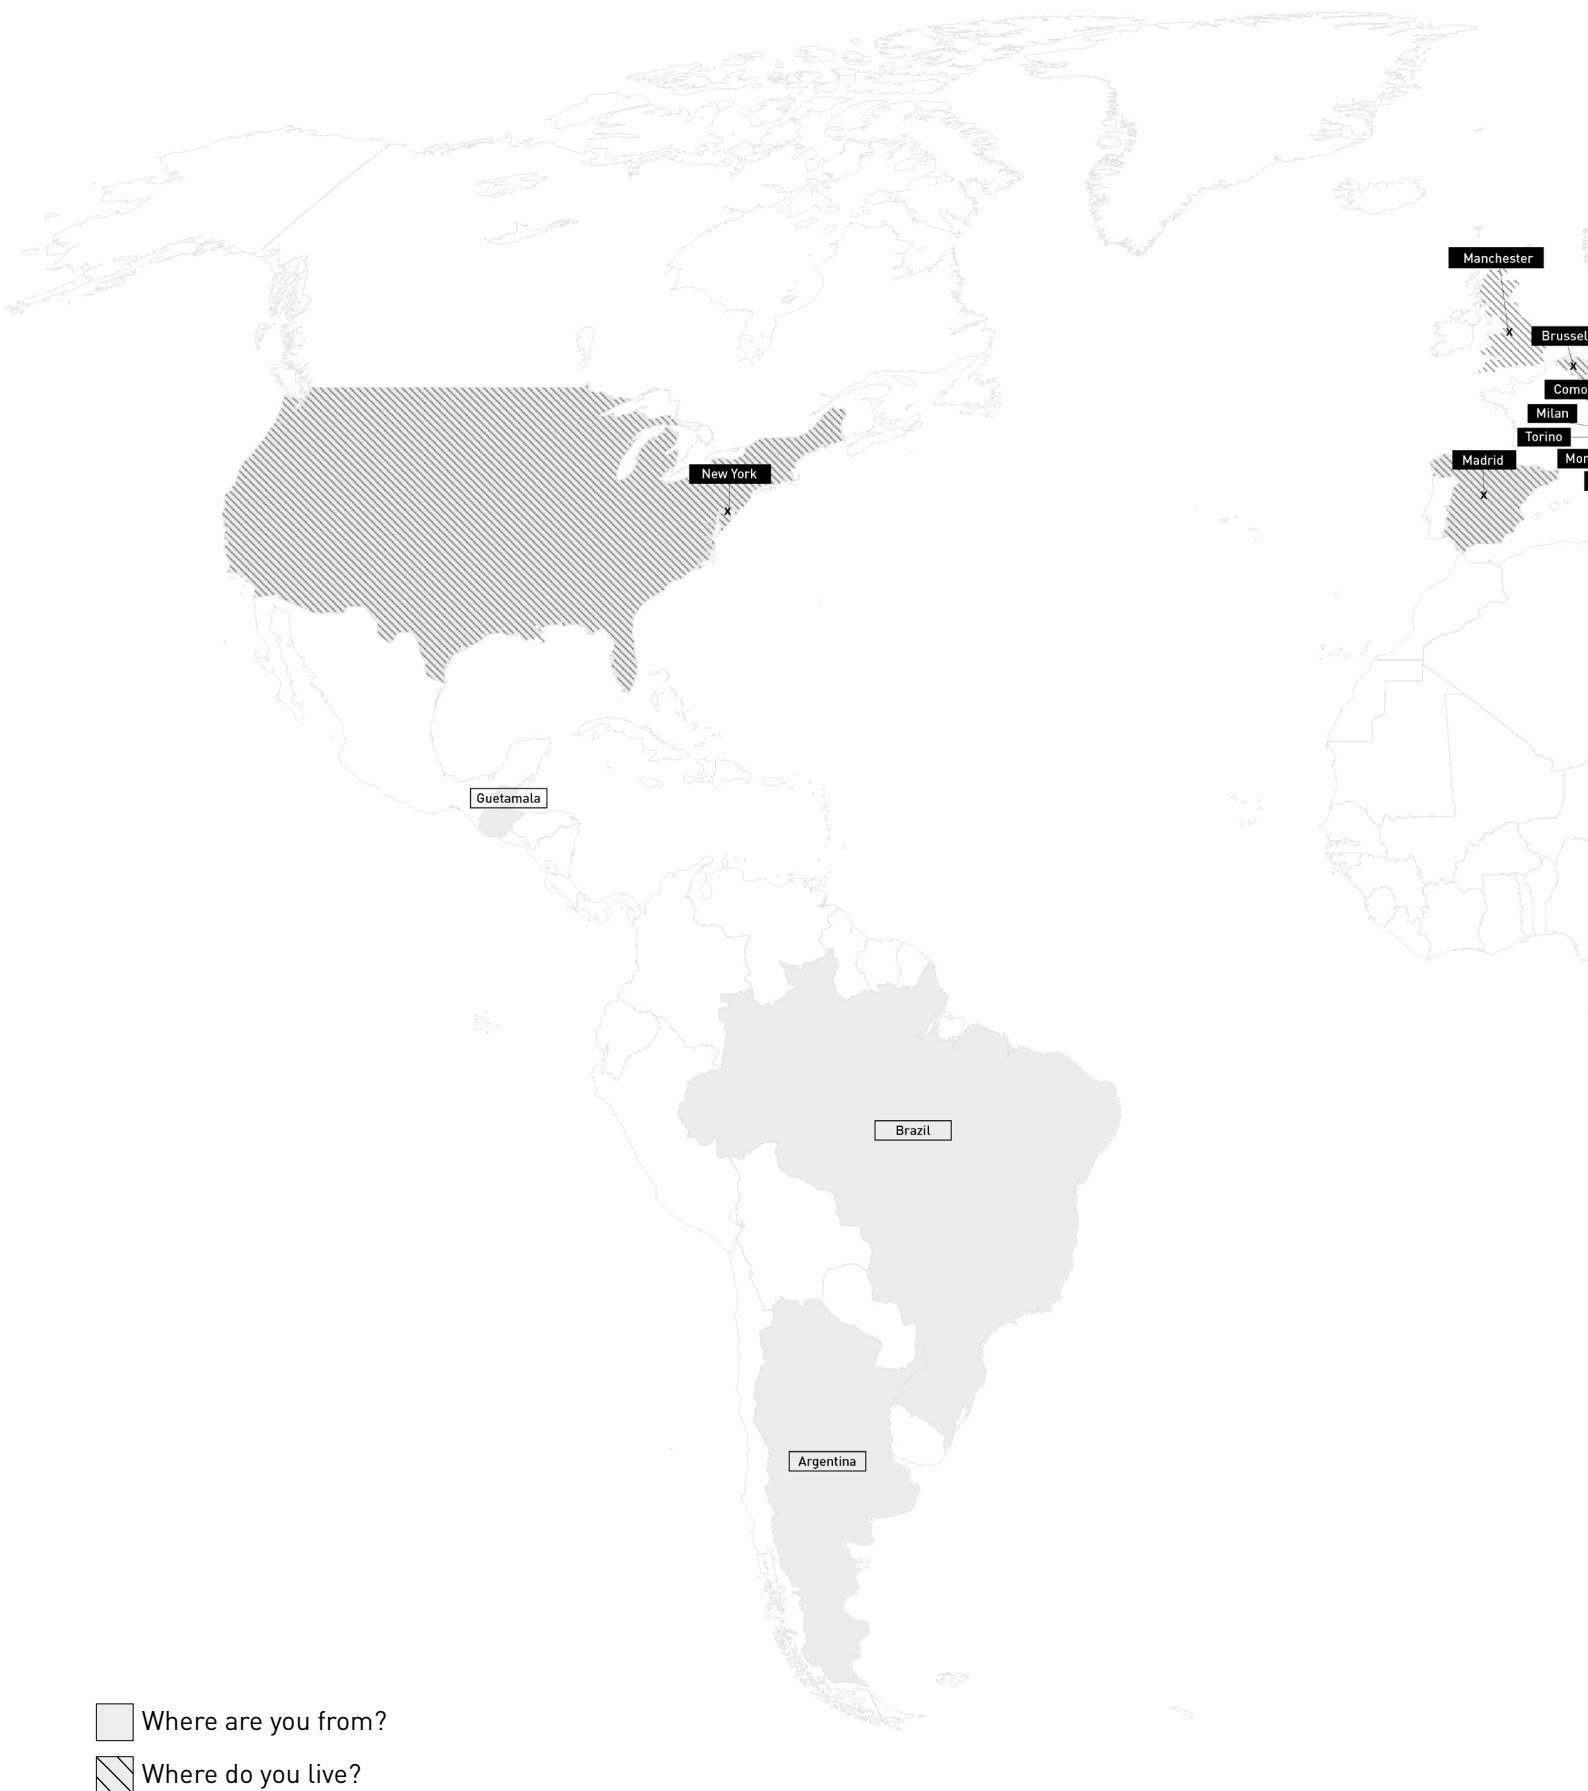 Manchester
Brussel
Como
Milan
Torino
Madrid
Mor
New York
Guetamala
Brazil
Argentina
Where are you from?
Where do you live?